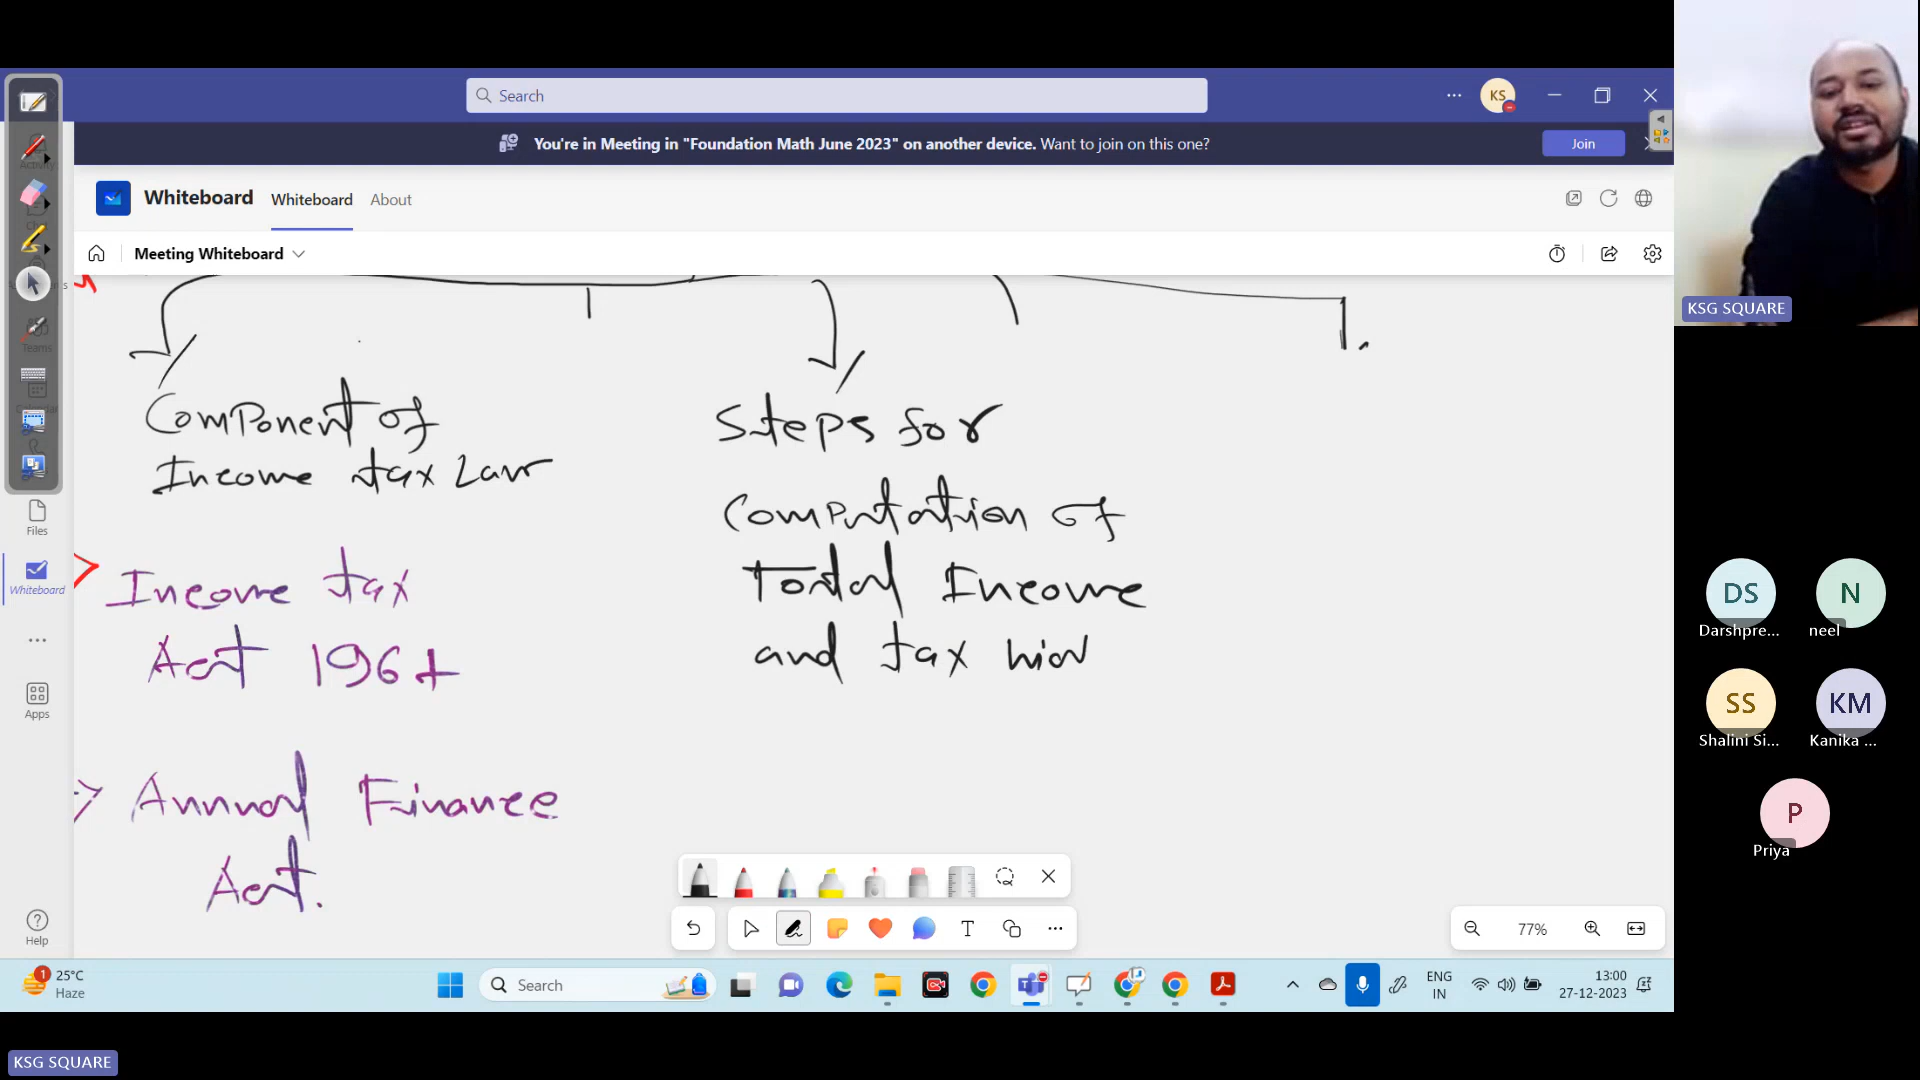 Search
KS
You're in Meeting in "Foundation Math June 2023" on another device. Want to join on this one?
Join
Whiteboard
Whiteboard
About
Meeting Whiteboard
Component of
Income tax Law
Income tax
Act 1961
Annual Finance
Act.
Steps for
Computation of
Total Income
and tax
Teams
Files
Whiteboard
Apps
Help
77%
1
25°C
Haze
Search
ENG
IN
13:00
27-12-2023
KSG SQUARE
DS
Darshpre...
N
neel
SS
Shalini Si...
KM
Kanika ...
P
Priya
KSG SQUARE